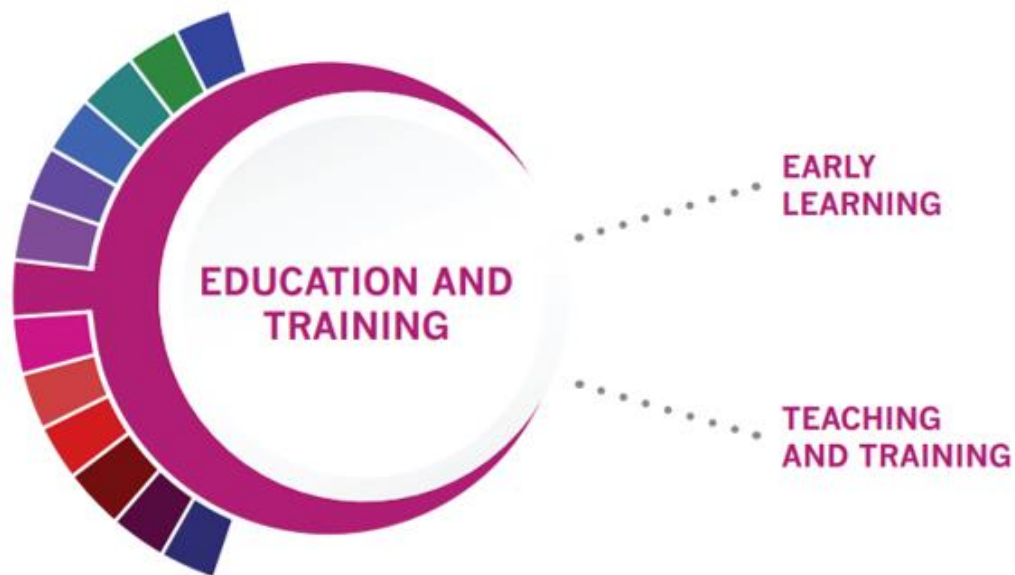 EDUCATION AND
TRAINING
EARLY
LEARNING
TEACHING
AND TRAINING